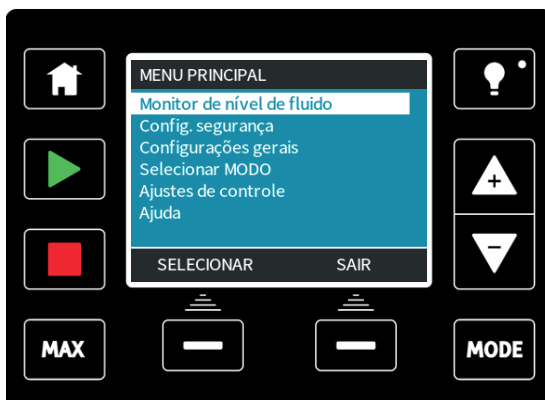 MENU PRINCIPAL
Monitor de nível de fluido
Config. segurança
Configurações gerais
Selecionar MODO
Ajustes de controle
Ajuda
SELECIONAR SAIR
MAX
MODE